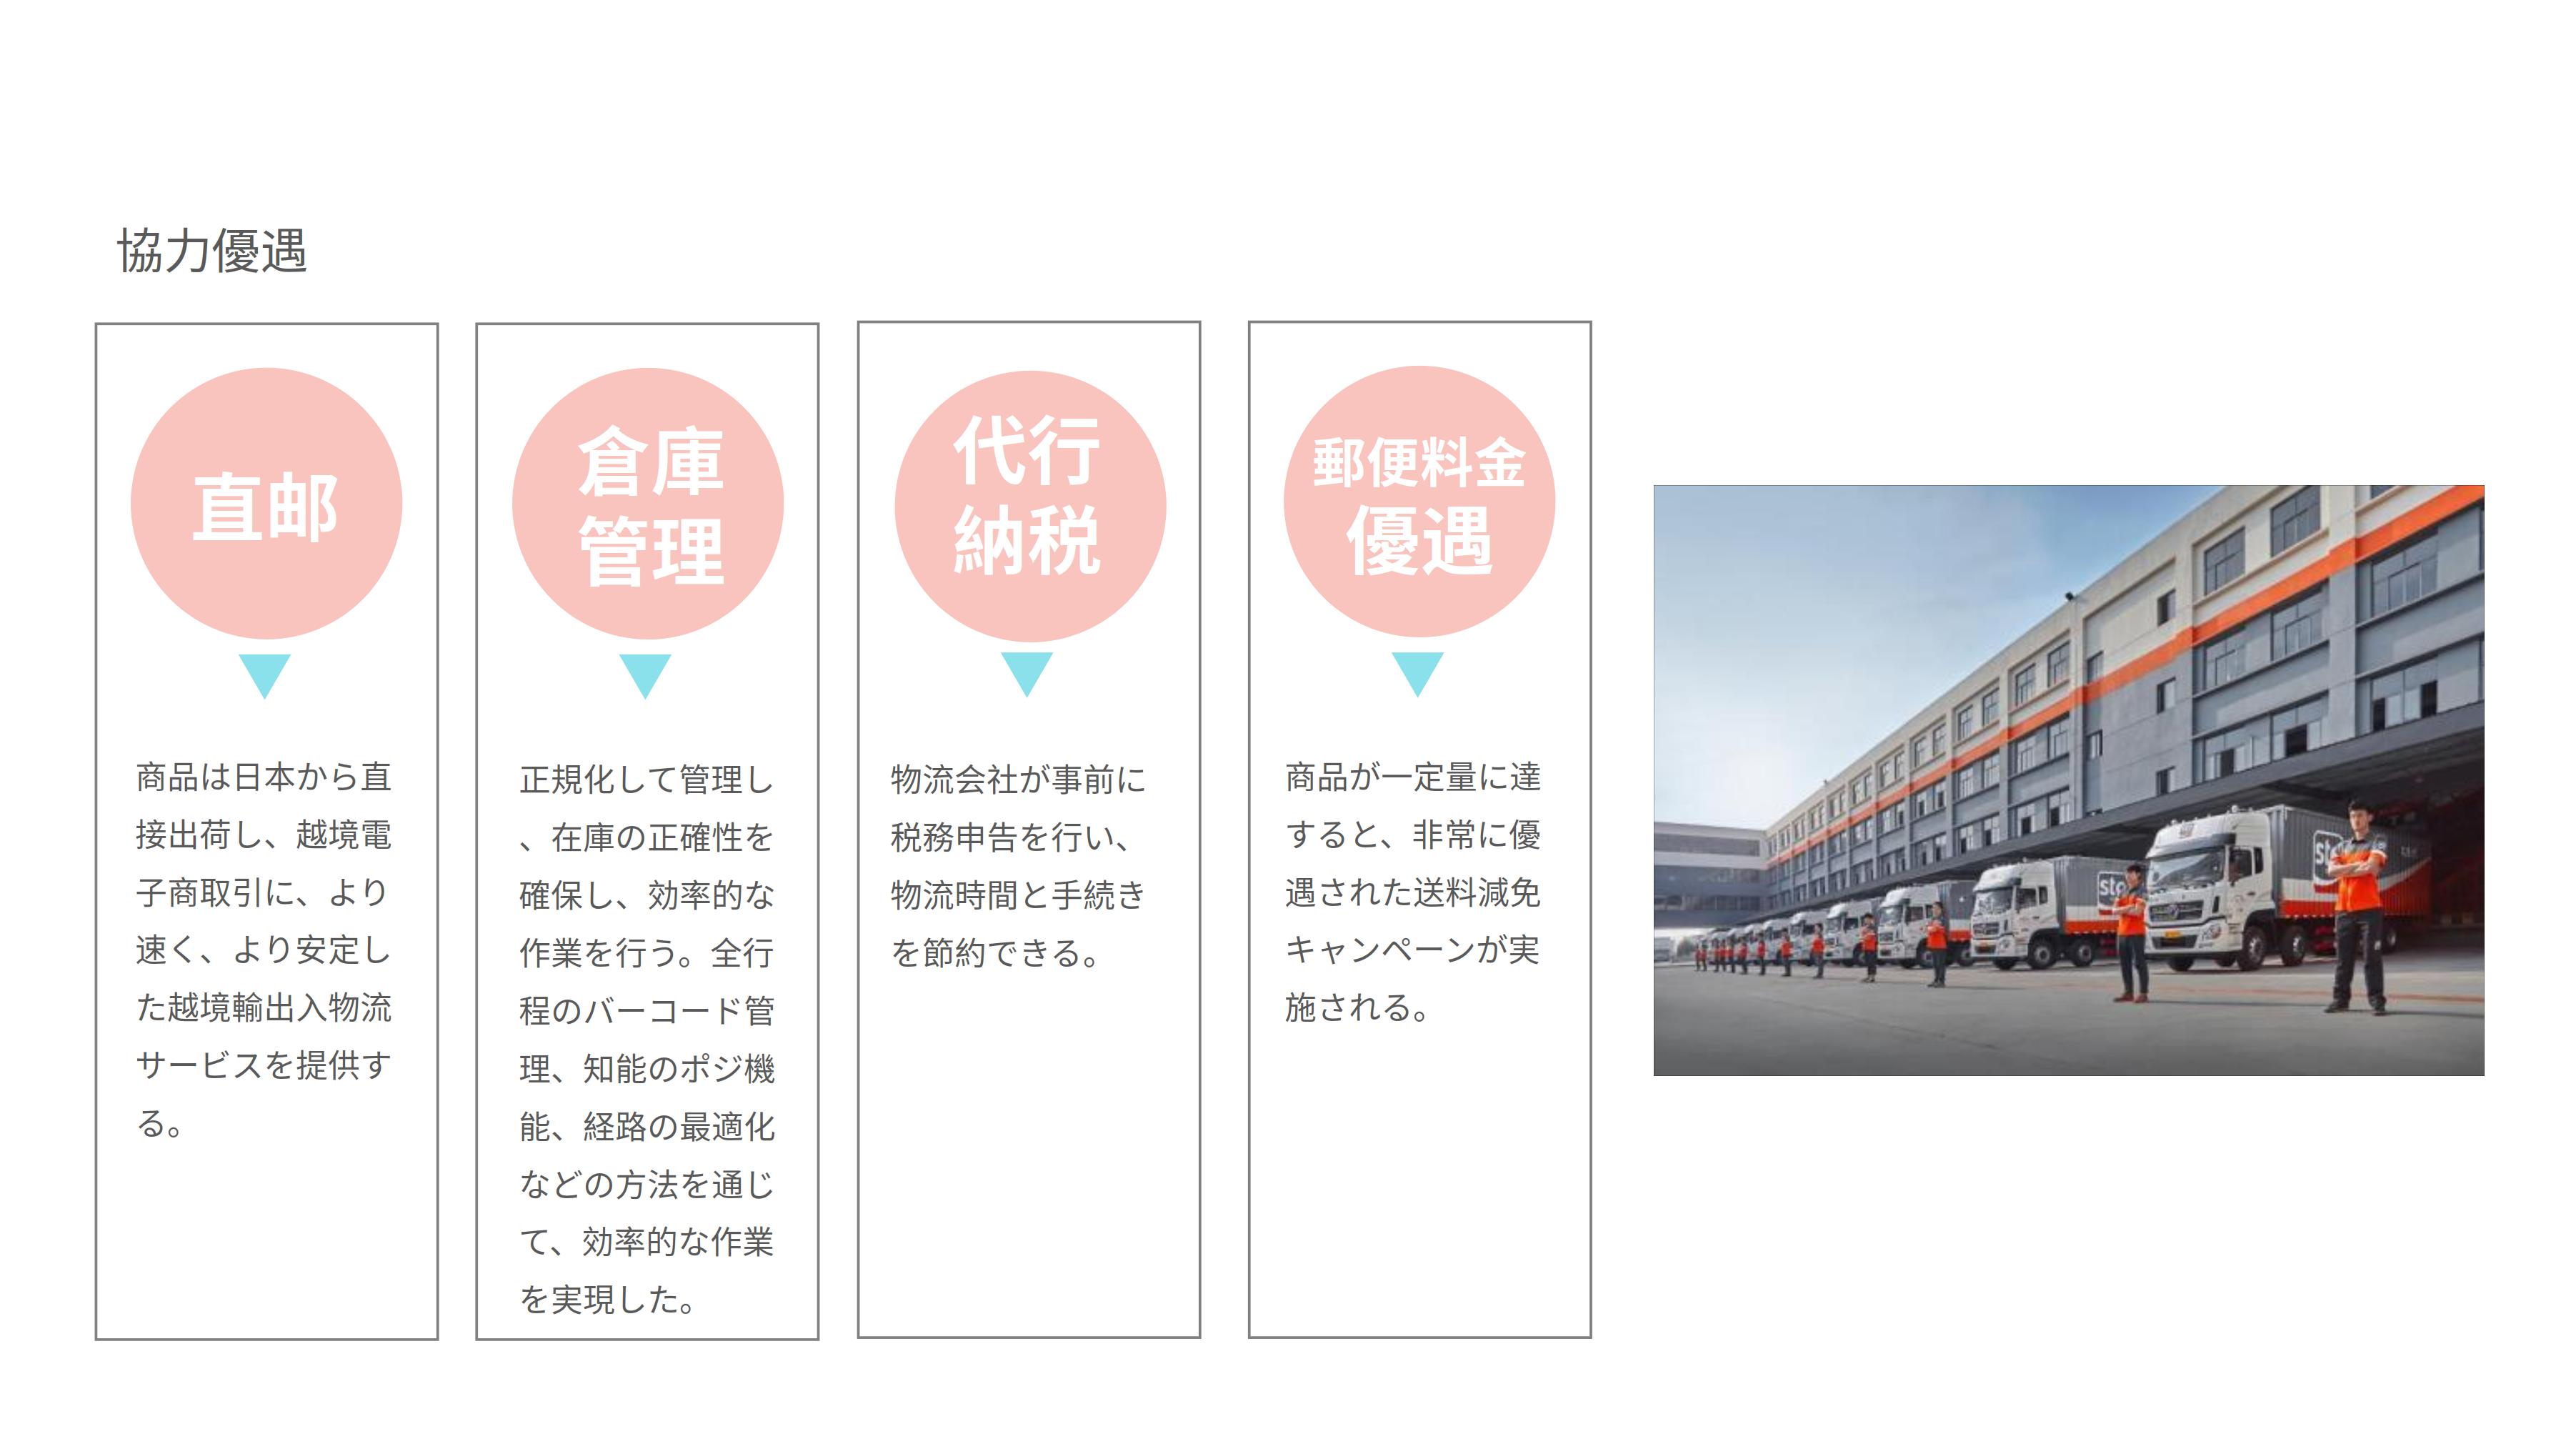 協力優遇
直邮
商品は日本から直
接出荷し、越境電
子商取引に、より
速く、より安定し
た越境輸出入物流
サービスを提供す
る。
倉庫
管理
正規化して管理し
、在庫の正確性を
確保し、効率的な
作業を行う。全行
程のバーコード管
理、知能のポジ機
能、経路の最適化
などの方法を通じ
て、効率的な作業
を実現した。
代行
納税
物流会社が事前に
税務申告を行い、
物流時間と手続き
を節約できる。
郵便料金
優遇
商品が一定量に達
すると、非常に優
遇された送料減免
キャンペーンが実
施される。